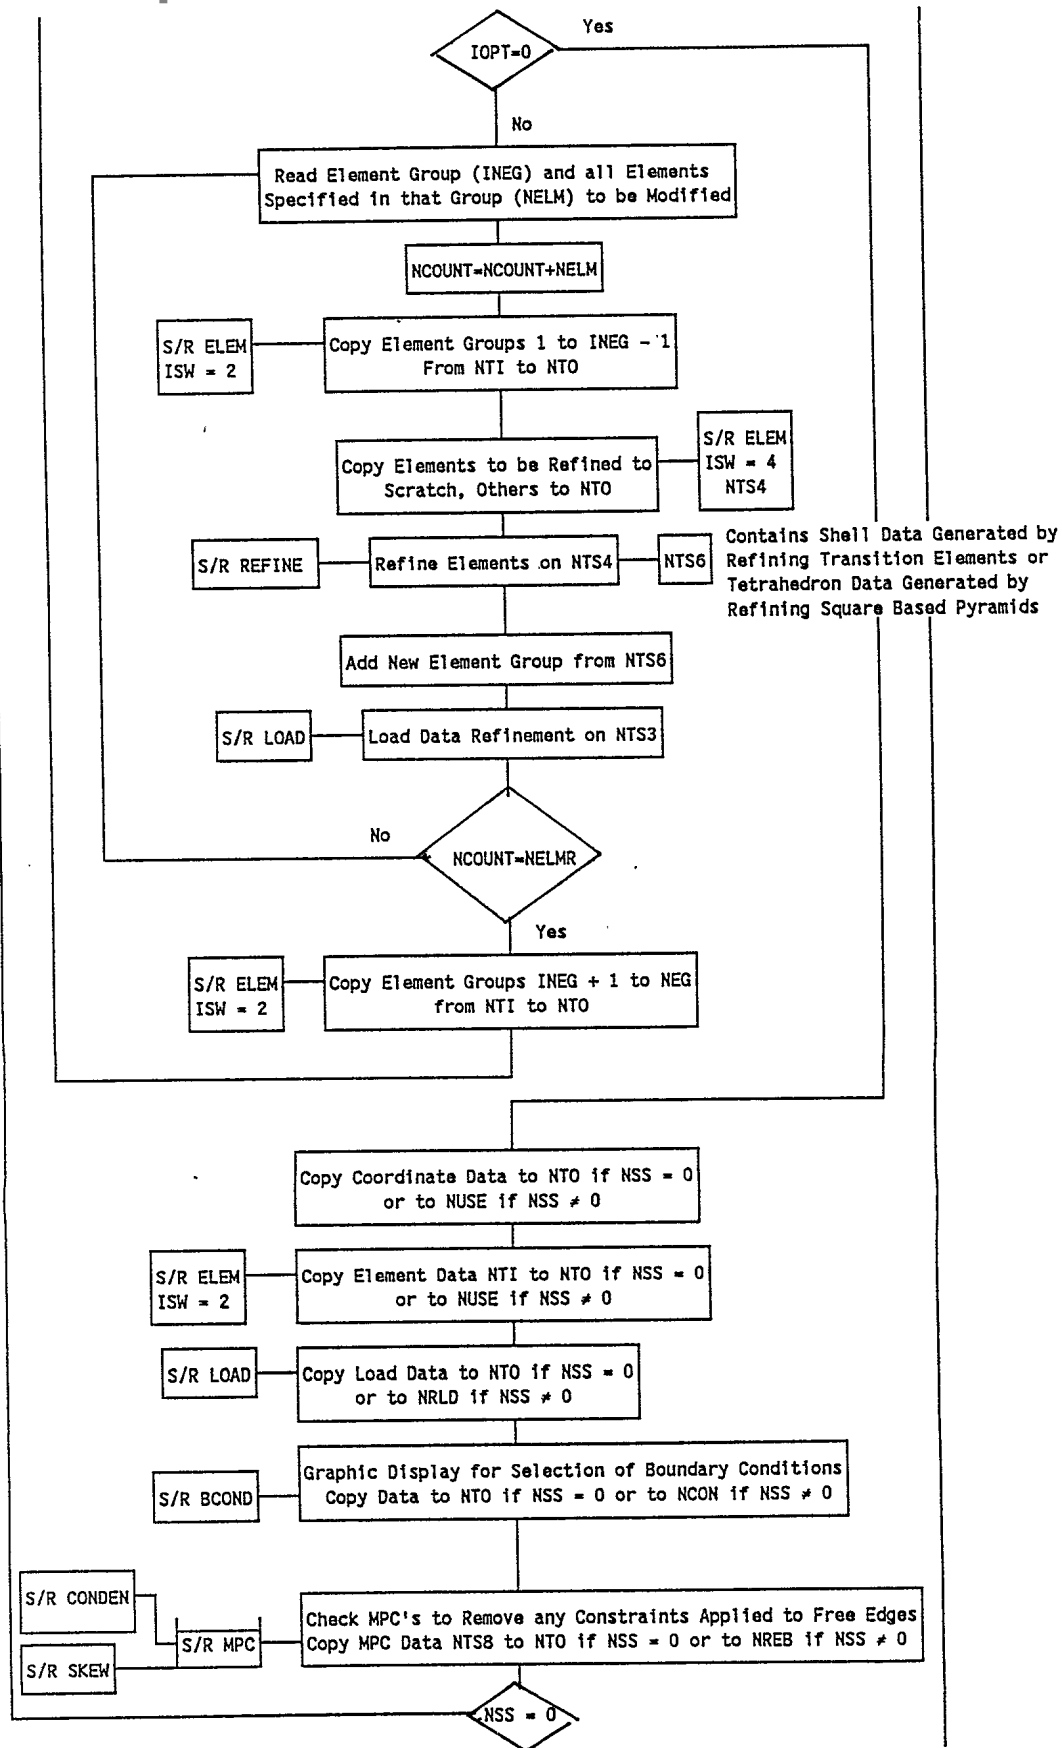 Yes
IOPT=0
No
Read Element Group (INEG) and all Elements
Specified in that Group (NELM) to be Modified
NCOUNT=NCOUNT+NELM
S/R ELEM
ISW = 2
Copy Element Groups 1 to INEG - 1
From NTI to NTO
Copy Elements to be Refined to
Scratch, Others to NTO
S/R ELEM
ISW = 4
NTS4
S/R REFINE
Refine Elements on NTS4
NTS6
Contains Shell Data Generated by
Refining Transition Elements or
Tetrahedron Data Generated by
Refining Square Based Pyramids
Add New Element Group from NTS6
S/R LOAD
Load Data Refinement on NTS3
No
NCOUNT=NELMR
Yes
S/R ELEM
ISW = 2
Copy Element Groups INEG + 1 to NEG
from NTI to NTO
Copy Coordinate Data to NTO if NSS = 0
or to NUSE if NSS ≠ 0
S/R ELEM
ISW = 2
Copy Element Data NTI to NTO if NSS = 0
or to NUSE if NSS ≠ 0
S/R LOAD
Copy Load Data to NTO if NSS = 0
or to NRLD if NSS ≠ 0
S/R BCOND
Graphic Display for Selection of Boundary Conditions
Copy Data to NTO if NSS = 0 or to NCON if NSS ≠ 0
S/R CONDEN
S/R MPC
S/R SKEW
Check MPC's to Remove any Constraints Applied to Free Edges
Copy MPC Data NTS8 to NTO if NSS = 0 or to NREB if NSS ≠ 0
NSS = 0